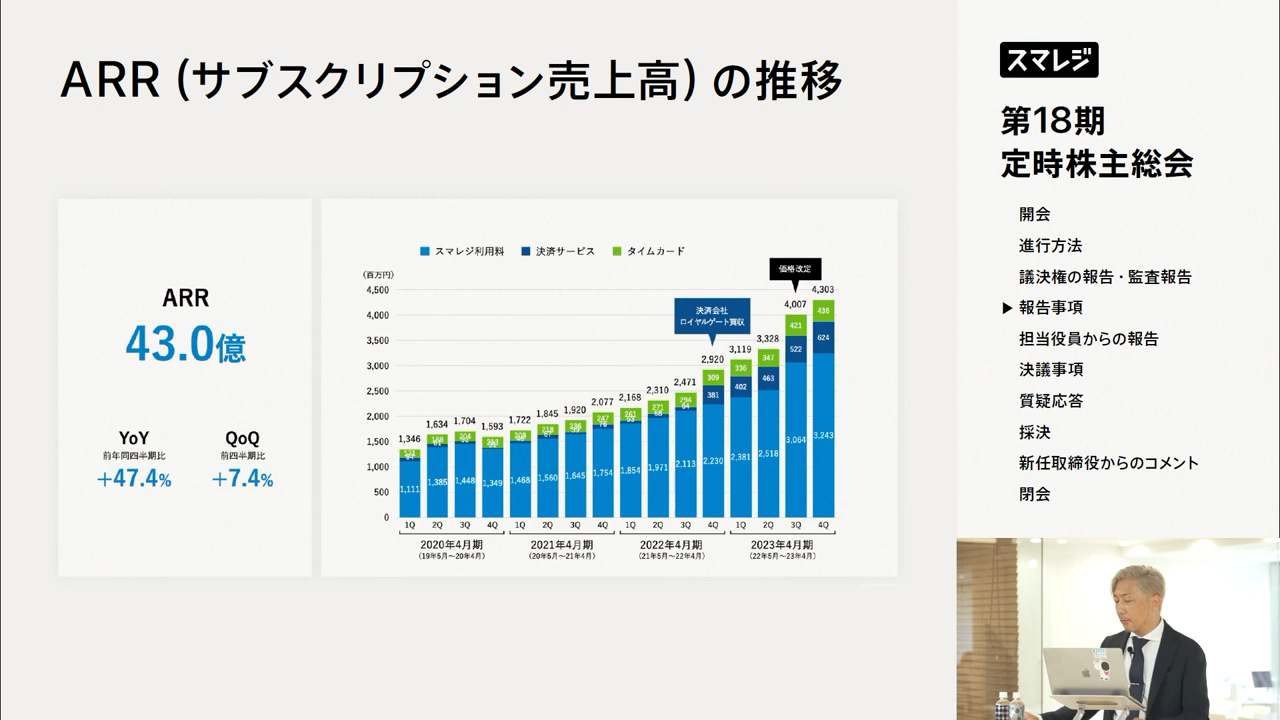 ARR (サブスクリプション売上高) の推移
ARR
43.0億
YoY
前年同四半期比
+47.4%
QoQ
前四半期比
+7.4%
スマレジ利用料 決済サービス タイムカード
(百万円)
価格改定
決済会社
ロイヤルゲート買収
4,500
4,000
3,500
3,000
2,500
2,000
1,500
1,000
500
0
1,346 1,634 1,704 1,593 1,722 1,845 1,920 2,077 2,168 2,310 2,471 2,920 3,119 3,328 4,007 4,303
309 336 347 421 436
381 402 463 522 624
1,111 1,385 1,448 1,349 1,468 1,560 1,645 1,754 1,854 1,971 2,113 2,230 2,381 2,518 3,064 3,243
1Q 2Q 3Q 4Q 1Q 2Q 3Q 4Q 1Q 2Q 3Q 4Q 1Q 2Q 3Q 4Q
2020年4月期 2021年4月期 2022年4月期 2023年4月期
(19年5月〜20年4月) (20年5月〜21年4月) (21年5月〜22年4月) (22年5月〜23年4月)
スマレジ
第18期
定時株主総会
開会
進行方法
議決権の報告・監査報告
▶ 報告事項
担当役員からの報告
決議事項
質疑応答
採決
新任取締役からのコメント
閉会